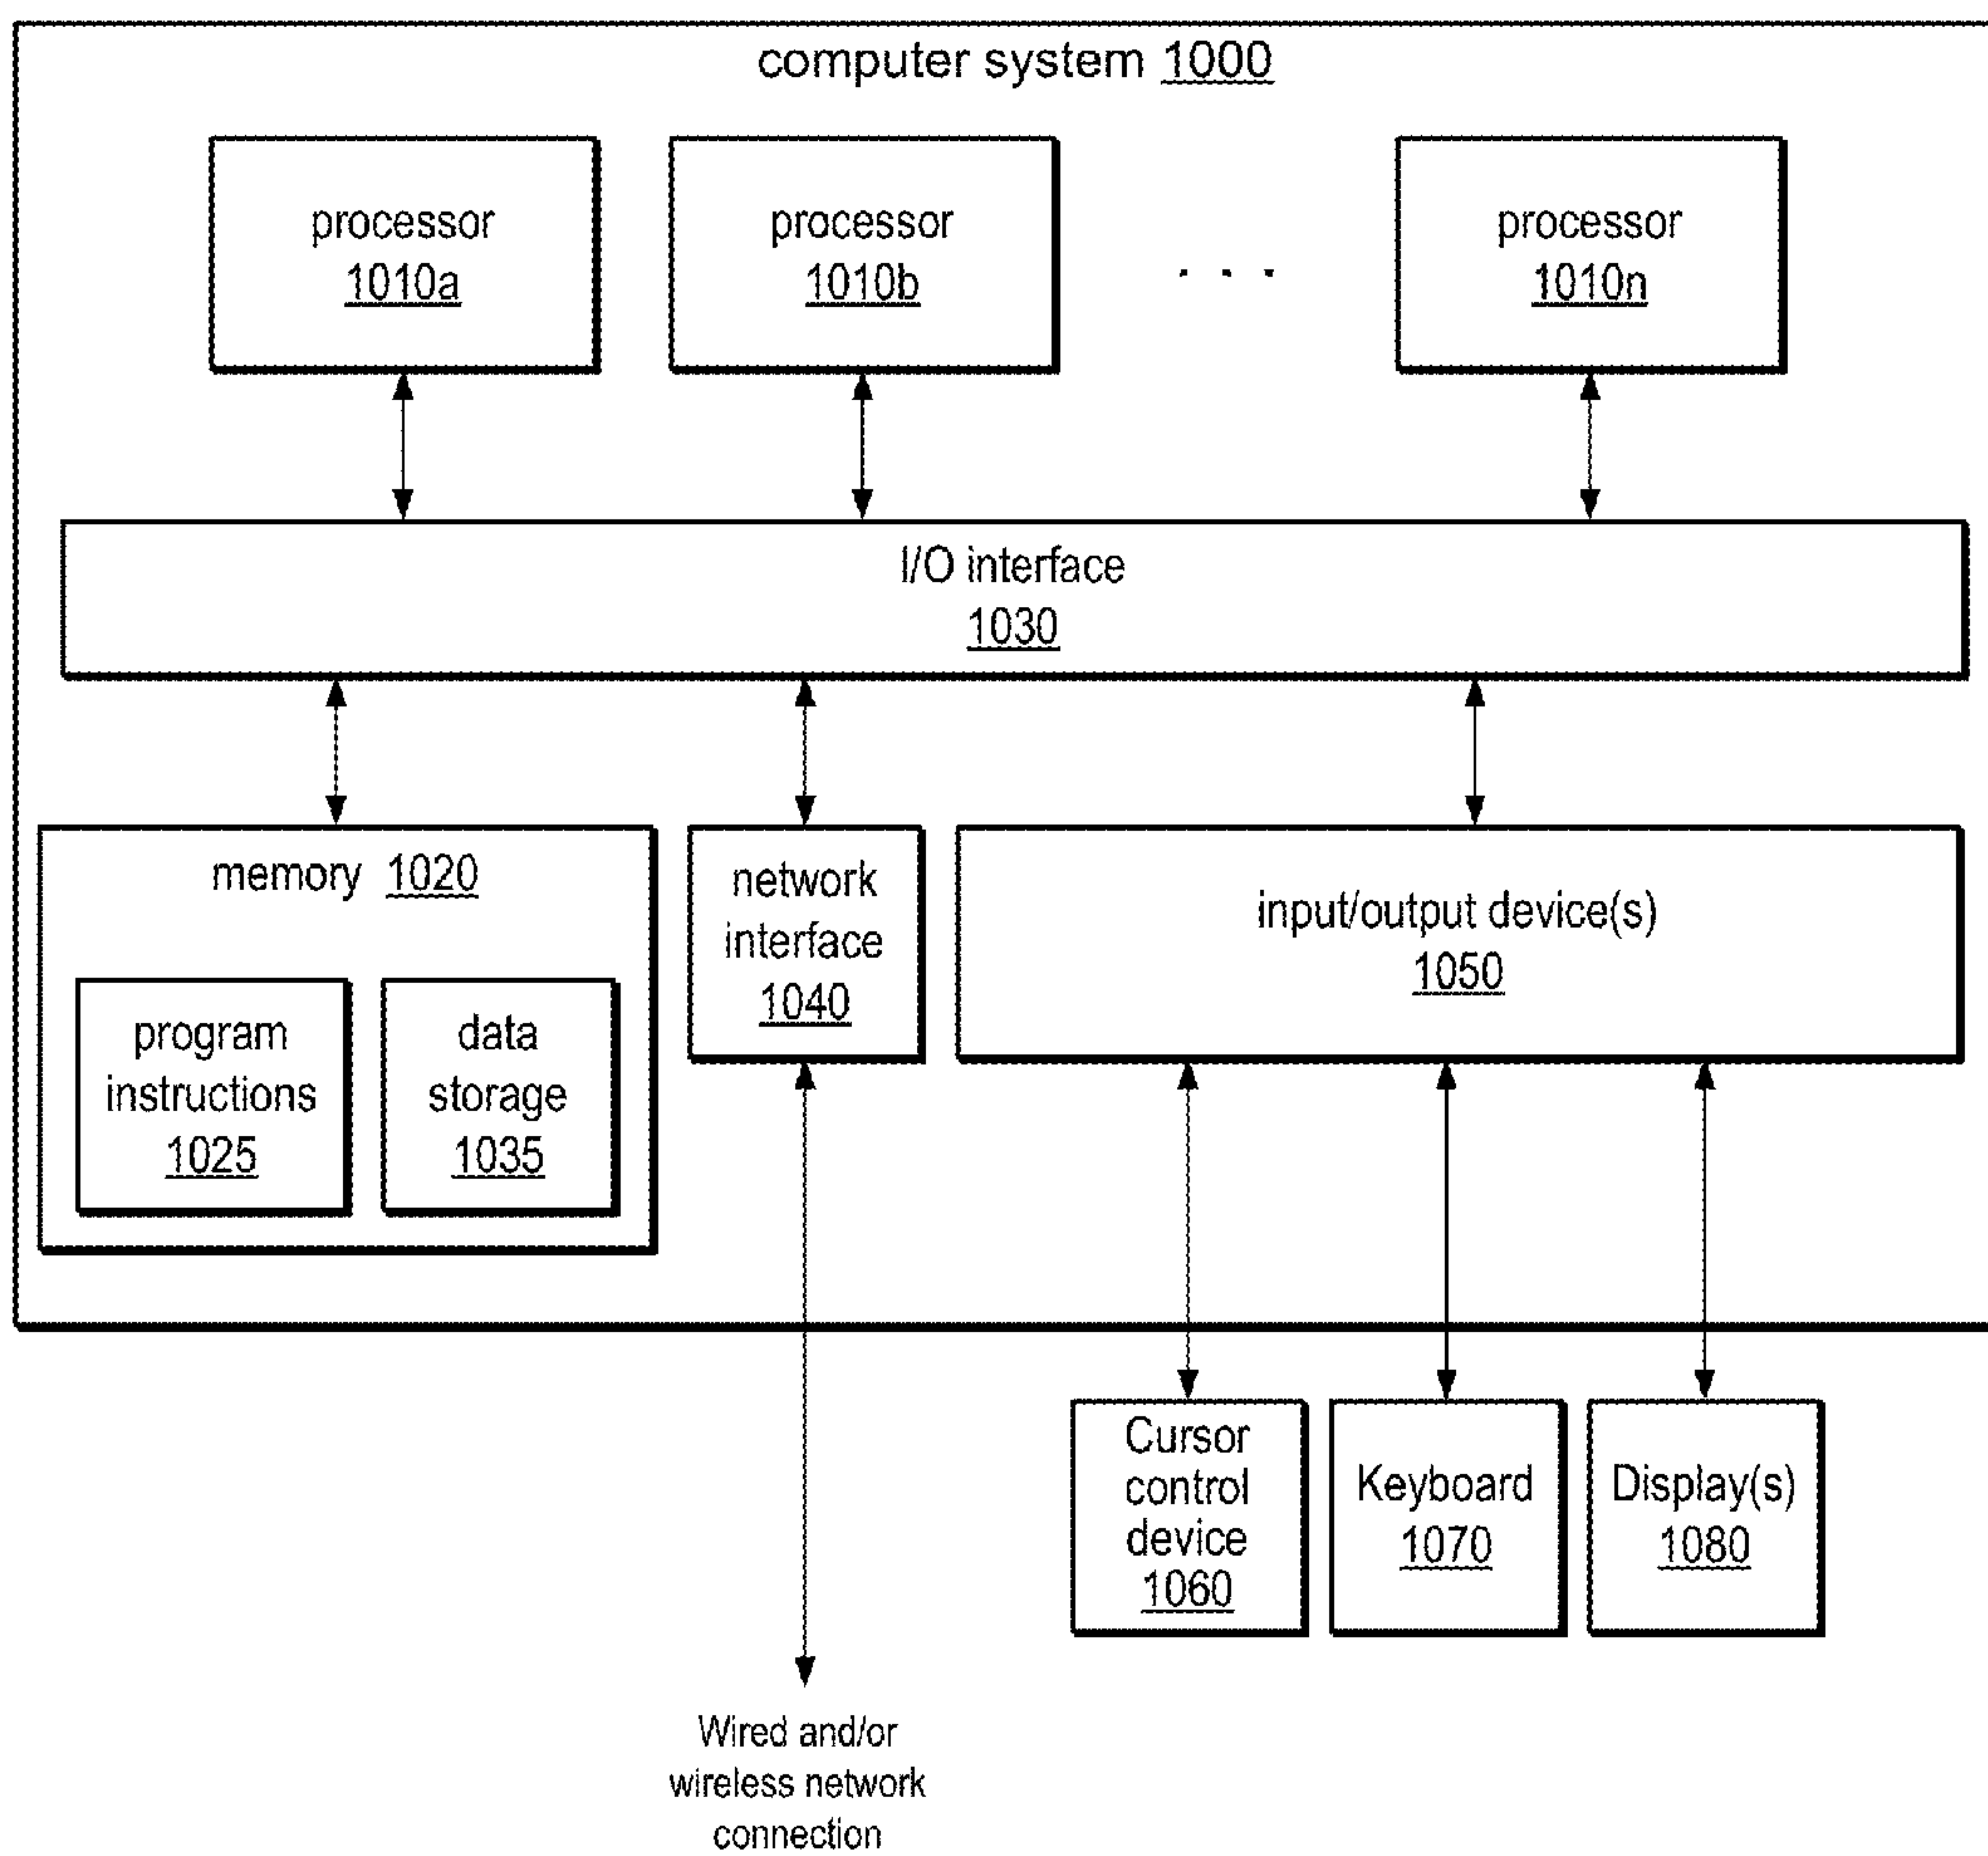 computer system 1000
processor
1010a
processor
1010b
. . .
processor
1010n
I/O interface
1030
memory 1020
program
instructions
1025
data
storage
1035
network
interface
1040
input/output device(s)
1050
Cursor
control
device
1060
Keyboard
1070
Display(s)
1080
Wired and/or
wireless network
connection